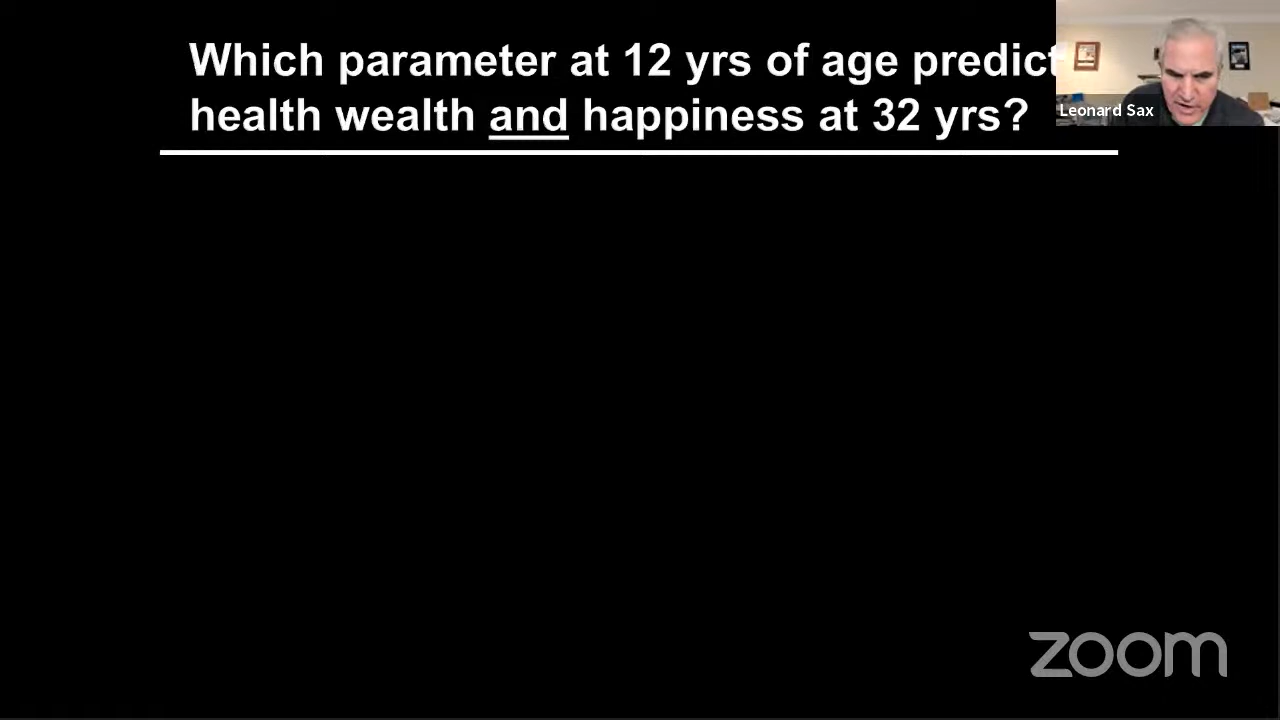 Which parameter at 12 yrs of age predict
health wealth and happiness at 32 yrs?
Leonard Sax
zoom